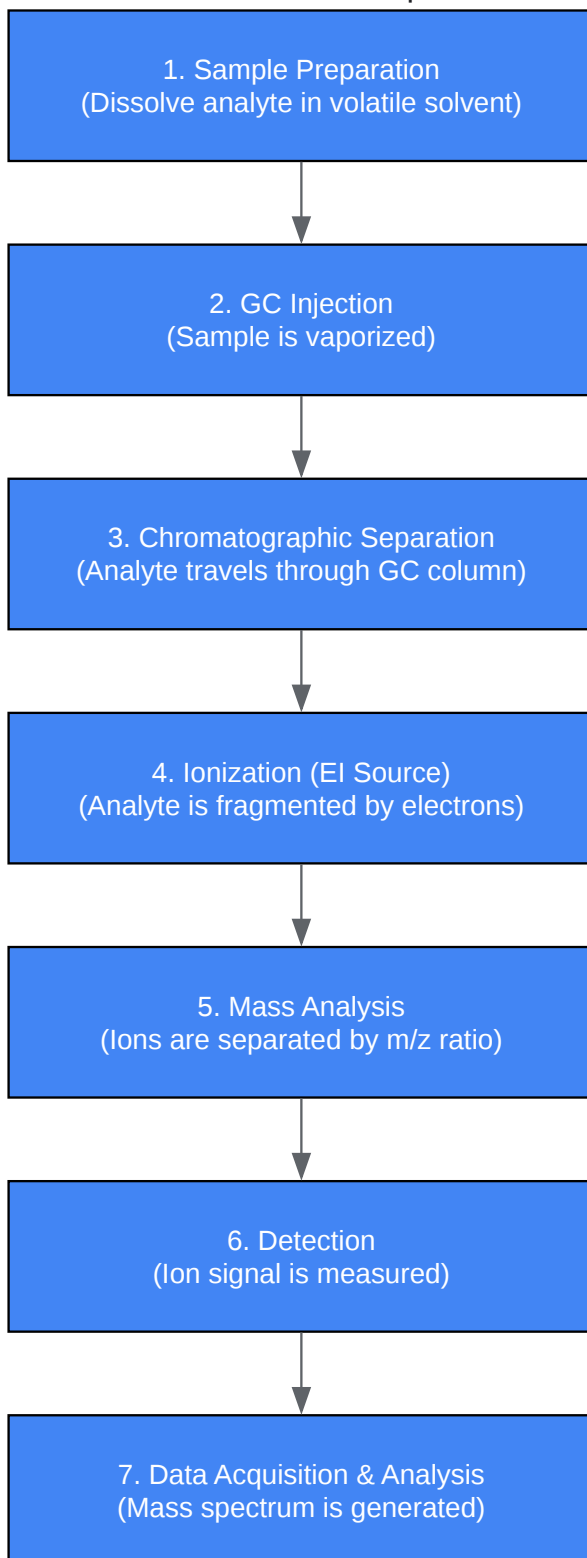 1. Sample Preparation
(Dissolve analyte in volatile solvent)
2. GC Injection
(Sample is vaporized)
3. Chromatographic Separation
(Analyte travels through GC column)
4. Ionization (EI Source)
(Analyte is fragmented by electrons)
5. Mass Analysis
(Ions are separated by m/z ratio)
6. Detection
(Ion signal is measured)
7. Data Acquisition & Analysis
(Mass spectrum is generated)